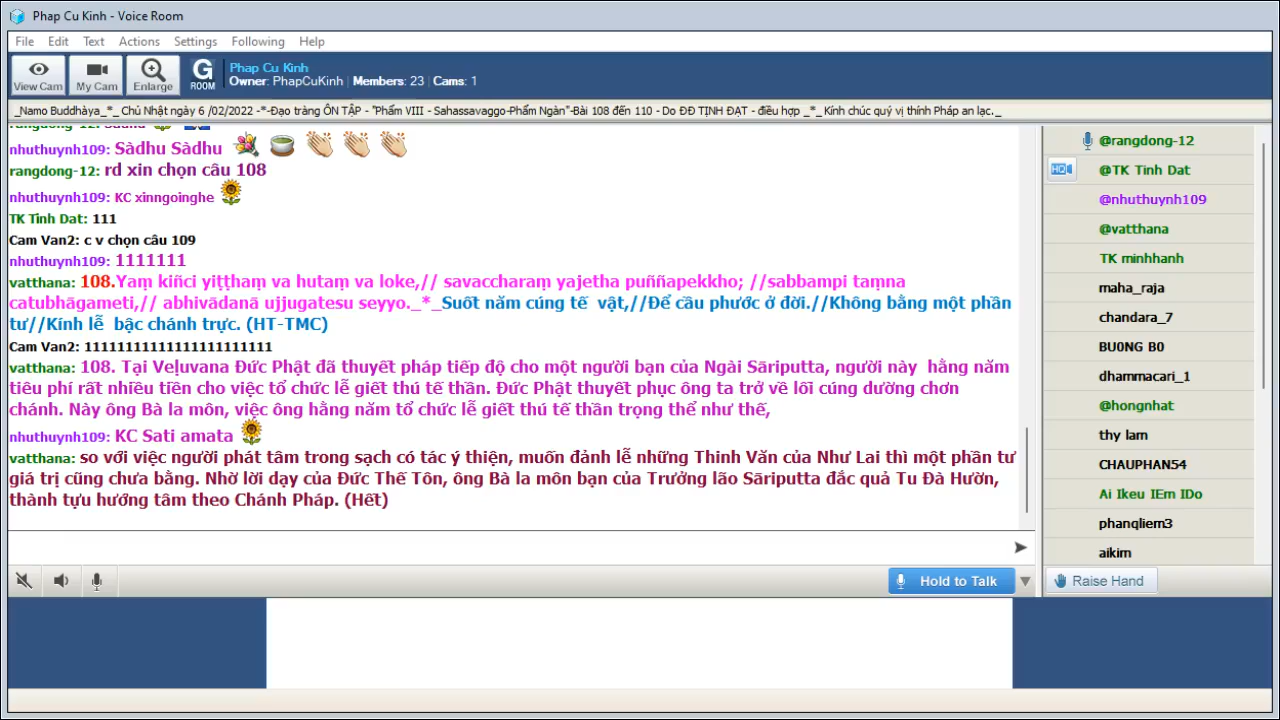 Phap Cu Kinh - Voice Room
File Edit Text Actions Settings Following Help
View Cam My Cam Enlarge G ROOM
Phap Cu Kinh
Owner: PhapCuKinh | Members: 23 | Cams: 1
_Namo Buddhàya_*_ Chủ Nhật ngày 6 /02/2022 -*-Đạo tràng ÔN TẬP - "Phẩm VIII - Sahassavaggo-Phẩm Ngàn"-Bài 108 đến 110 - Do ĐĐ TỊNH ĐẠT - điều hợp _*_ Kính chúc quý vị thính Pháp an lạc._
nhuthuynh109: Sàdhu Sàdhu
rangdong-12: rd xin chọn câu 108
nhuthuynh109: KC xinngoinghe
TK Tinh Dat: 111
Cam Van2: c v chọn câu 109
nhuthuynh109: 1111111
vatthana: 108.Yaṃ kiñci yiṭṭhaṃ va hutaṃ va loke,// savaccharaṃ yajetha puññapekkho; //sabbampi taṃna
catubhāgameti,// abhivādanā ujjugatesu seyyo._*_Suốt năm cúng tế vật,//Để cầu phước ở đời.//Không bằng một phần
tư//Kính lễ bậc chánh trực. (HT-TMC)
Cam Van2: 11111111111111111111111
vatthana: 108. Tại Veḷuvana Đức Phật đã thuyết pháp tiếp độ cho một người bạn của Ngài Sāriputta, người này hằng năm
tiêu phí rất nhiều tiền cho việc tổ chức lễ giết thú tế thần. Đức Phật thuyết phục ông ta trở về lối cúng dường chơn
chánh. Này ông Bà la môn, việc ông hằng năm tổ chức lễ giết thú tế thần trọng thể như thế,
nhuthuynh109: KC Sati amata
vatthana: so với việc người phát tâm trong sạch có tác ý thiện, muốn đảnh lễ những Thinh Văn của Như Lai thì một phần tư
giá trị cũng chưa bằng. Nhờ lời dạy của Đức Thế Tôn, ông Bà la môn bạn của Trưởng lão Sāriputta đắc quả Tu Đà Hườn,
thành tựu hướng tâm theo Chánh Pháp. (Hết)
@rangdong-12
HQ
@TK Tinh Dat
@nhuthuynh109
@vatthana
TK minhhanh
maha_raja
chandara_7
BU0NG B0
dhammacari_1
@hongnhat
thy lam
CHAUPHAN54
Ai Ikeu IEm IDo
phanqliem3
aikim
Hold to Talk
Raise Hand